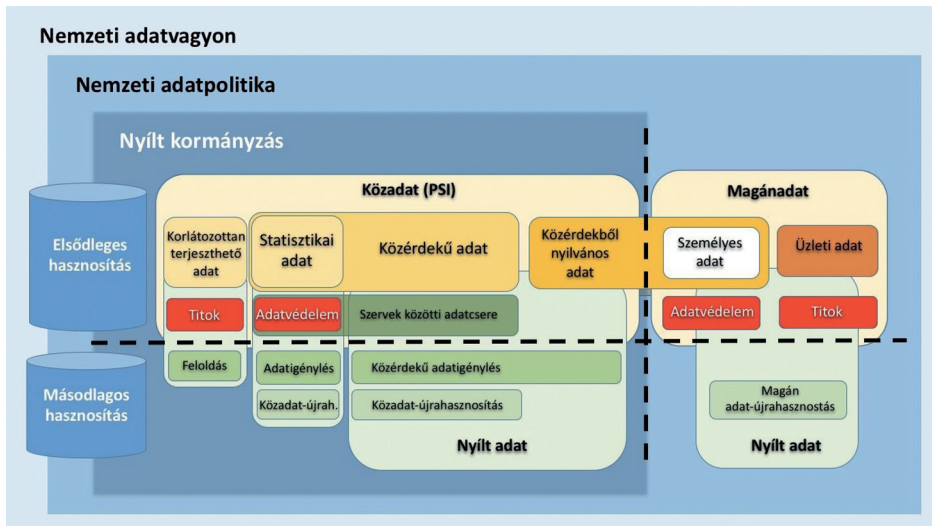 Nemzeti adatvagyon
Nemzeti adatpolitika
Nyílt kormányzás
Közadat (PSI)
Magánadat
Elsődleges
hasznosítás
Korlátozottan
terjeszthető
adat
Statisztikai
adat
Közérdekű adat
Közérdekből
nyilvános
adat
Személyes
adat
Üzleti adat
Titok
Adatvédelem
Szervek közötti adatcsere
Adatvédelem
Titok
Másodlagos
hasznosítás
Feloldás
Adatigénylés
Közérdekű adatigénylés
Közadat-újrah.
Közadat-újrahasznosítás
Magán
adat-újrahasznostás
Nyílt adat
Nyílt adat